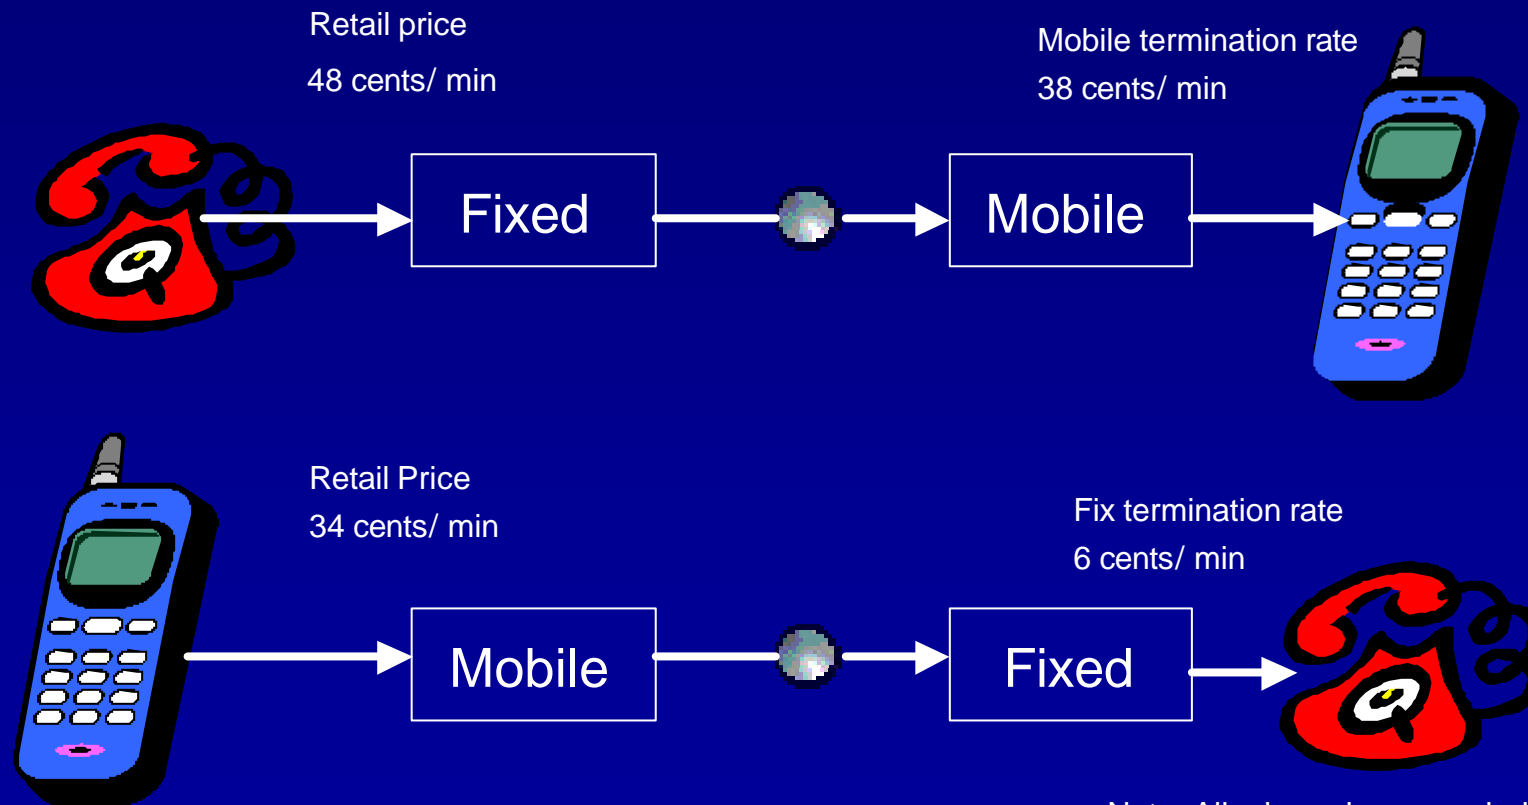 Retail price
48 cents/ min
Mobile termination rate
38 cents/ min
Fixed
Mobile
Retail Price
34 cents/ min
Fix termination rate
6 cents/ min
Mobile
Fixed